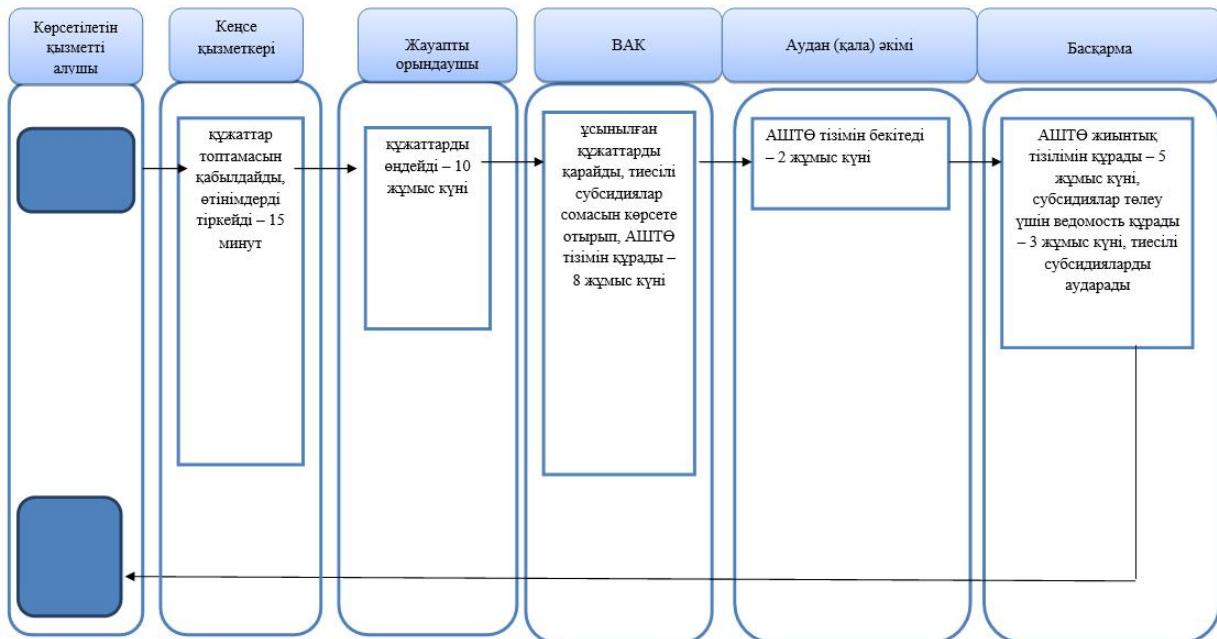 Көрсетілетін
қызметті
алушы
Кеңсе
қызметкері
Жауапты
орындаушы
ВАК
Аудан (қала) әкімі
Басқарма
құжаттар
топтамасын
қабылдайды,
өтінімдерді
тіркейді – 15
минут
құжаттарды
өңдейді – 10
жұмыс күні
ұсынылған
құжаттарды
қарайды, тиесілі
субсидиялар
сомасын көрсете
отырып, АШТӨ
тізімін құрады –
8 жұмыс күні
АШТӨ тізімін бекітеді
– 2 жұмыс күні
АШТӨ жиынтық
тізілімін құрады – 5
жұмыс күні,
субсидиялар төлеу
үшін ведомость құрады
– 3 жұмыс күні, тиесілі
субсидияларды
аударады